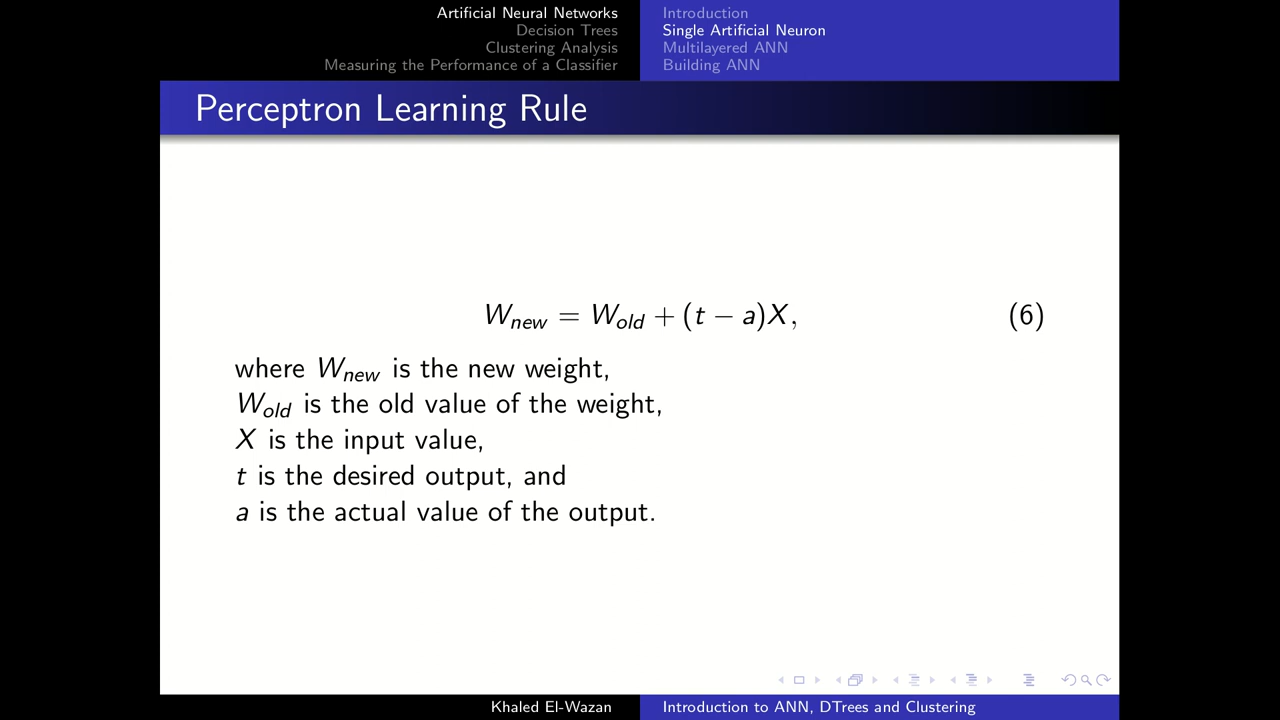 Artificial Neural Networks
Decision Trees
Clustering Analysis
Measuring the Performance of a Classifier
Introduction
Single Artificial Neuron
Multilayered ANN
Building ANN
Perceptron Learning Rule
W_new = W_old + (t − a)X, (6)
where W_new is the new weight,
W_old is the old value of the weight,
X is the input value,
t is the desired output, and
a is the actual value of the output.
Khaled El-Wazan
Introduction to ANN, DTrees and Clustering